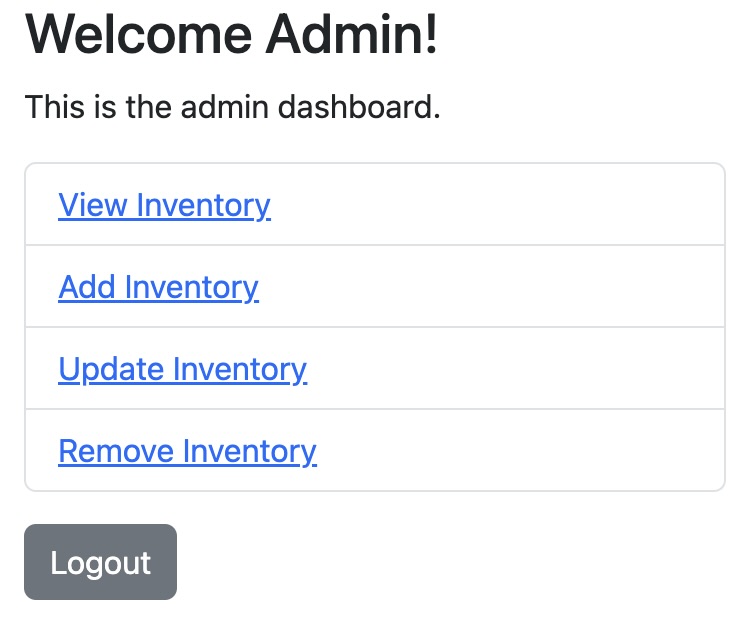 Welcome Admin!
This is the admin dashboard.
View Inventory
Add Inventory
Update Inventory
Remove Inventory
Logout